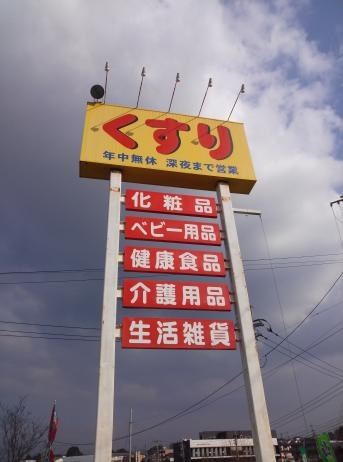 くすり
年中無休 深夜まで営業
化粧品
ベビー用品
健康食品
介護用品
生活雑貨